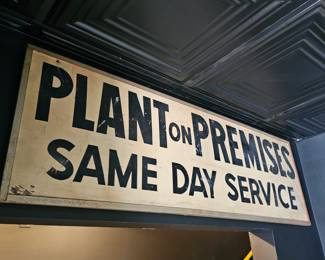 PLANT ON PREMISES
SAME DAY SERVICE